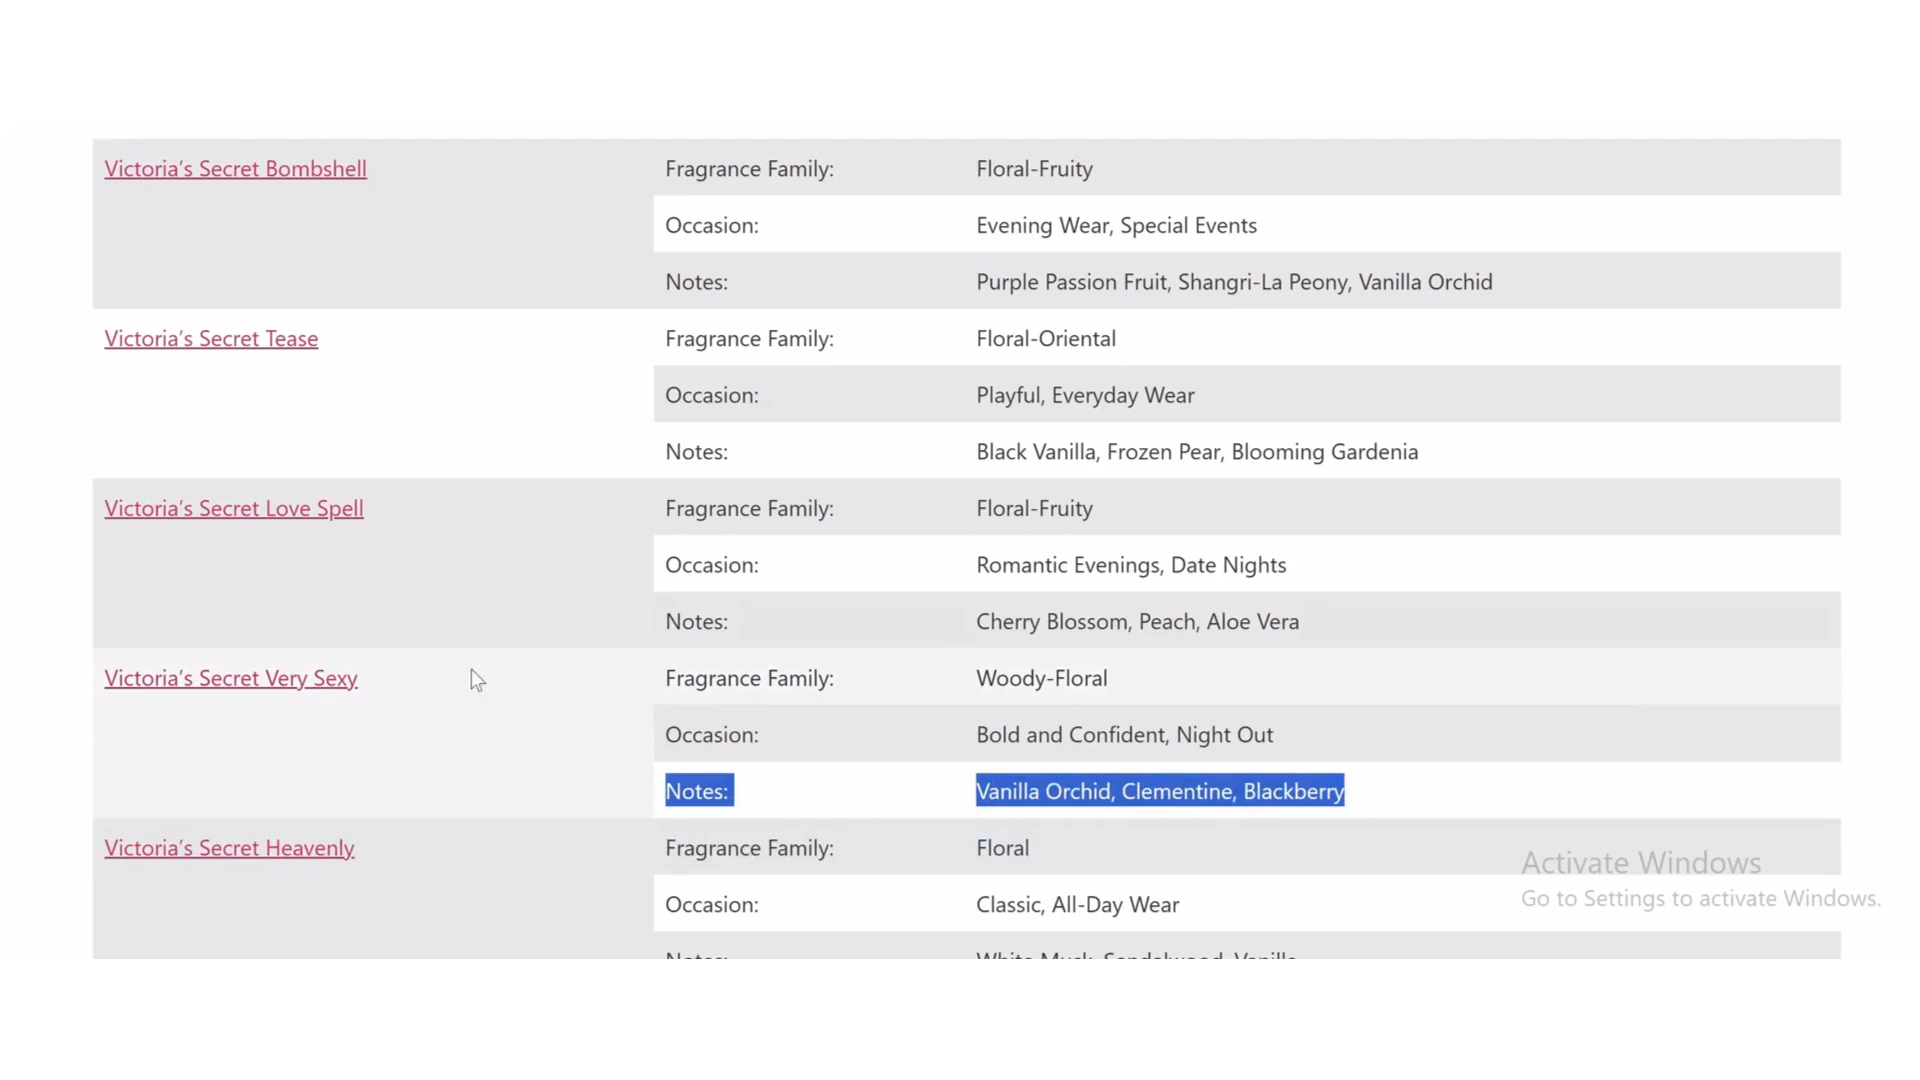 Victoria's Secret Bombshell Fragrance Family: Floral-Fruity
Occasion: Evening Wear, Special Events
Notes: Purple Passion Fruit, Shangri-La Peony, Vanilla Orchid
Victoria's Secret Tease Fragrance Family: Floral-Oriental
Occasion: Playful, Everyday Wear
Notes: Black Vanilla, Frozen Pear, Blooming Gardenia
Victoria's Secret Love Spell Fragrance Family: Floral-Fruity
Occasion: Romantic Evenings, Date Nights
Notes: Cherry Blossom, Peach, Aloe Vera
Victoria's Secret Very Sexy Fragrance Family: Woody-Floral
Occasion: Bold and Confident, Night Out
Notes: Vanilla Orchid, Clementine, Blackberry
Victoria's Secret Heavenly Fragrance Family: Floral
Activate Windows
Go to Settings to activate Windows.
Occasion: Classic, All-Day Wear
Notes: White Musk, Sandalwood, Vanilla